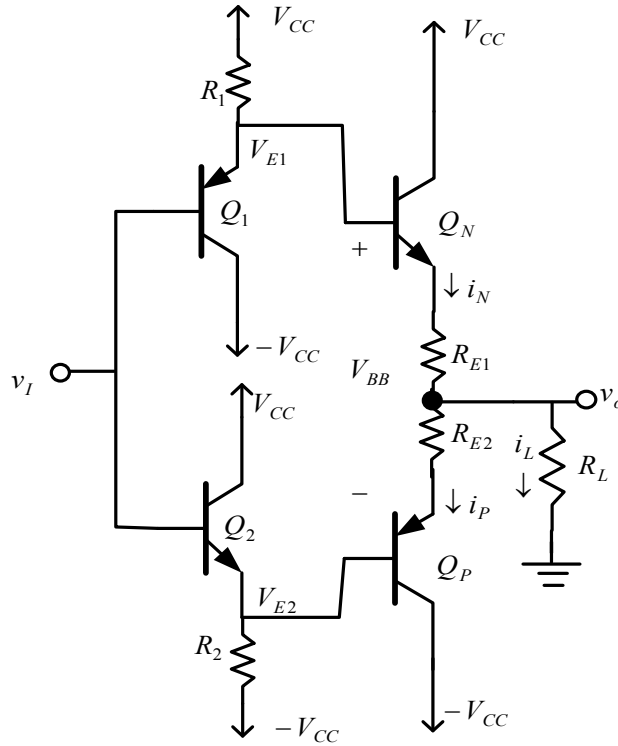 V_CC
V_CC
R_1
V_E1
Q_1
Q_N
+
↓ i_N
−V_CC
R_E1
v_I
V_BB
v_o
V_CC
R_E2
i_L ↓
R_L
−
↓ i_P
Q_2
Q_P
V_E2
R_2
−V_CC
−V_CC